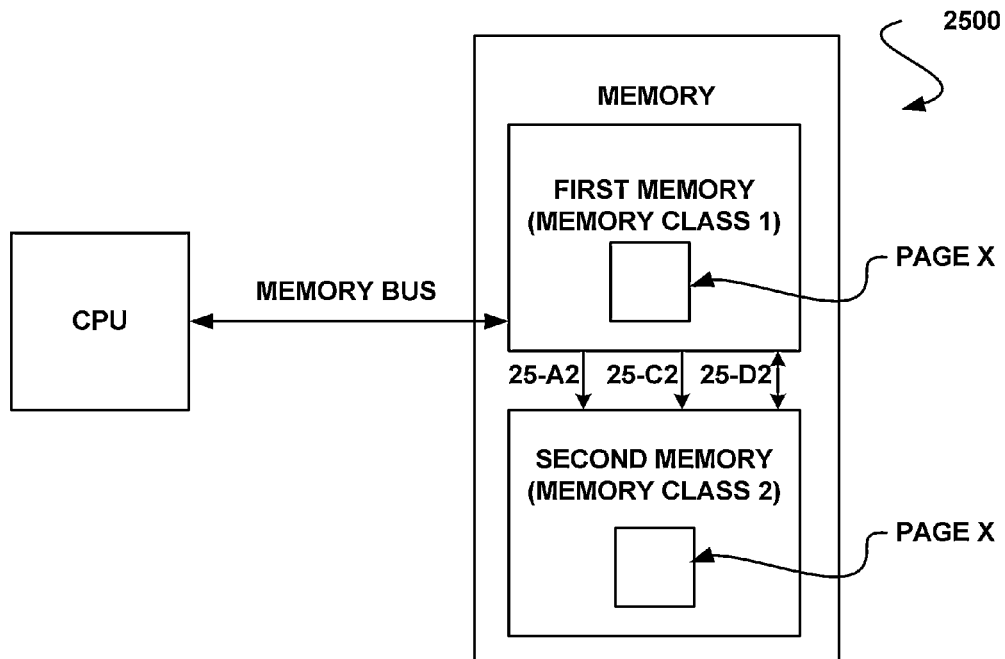 2500
MEMORY
FIRST MEMORY
(MEMORY CLASS 1)
PAGE X
MEMORY BUS
CPU
25-A2 25-C2 25-D2
SECOND MEMORY
(MEMORY CLASS 2)
PAGE X